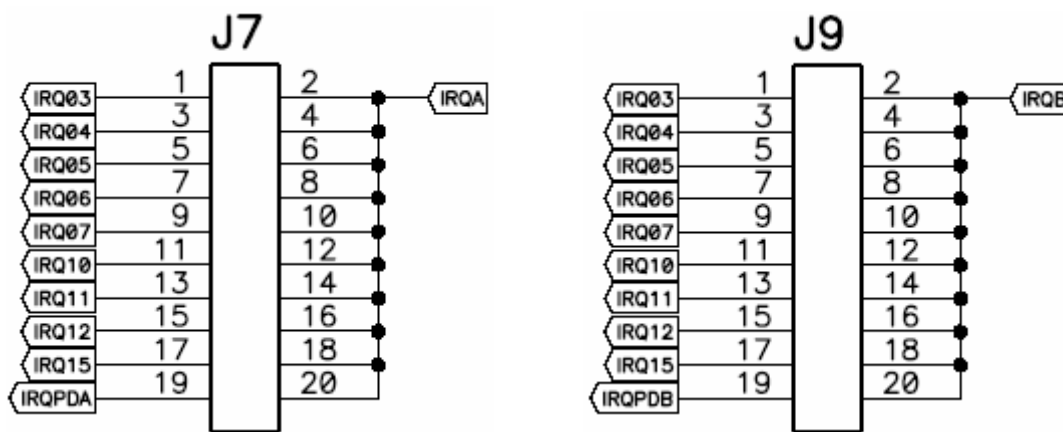 J7 J9
IRQ03 1 2 IRQA IRQ03 1 2 IRQB
IRQ04 3 4 IRQ04 3 4
IRQ05 5 6 IRQ05 5 6
IRQ06 7 8 IRQ06 7 8
IRQ07 9 10 IRQ07 9 10
IRQ10 11 12 IRQ10 11 12
IRQ11 13 14 IRQ11 13 14
IRQ12 15 16 IRQ12 15 16
IRQ15 17 18 IRQ15 17 18
IRQPDA 19 20 IRQPDB 19 20